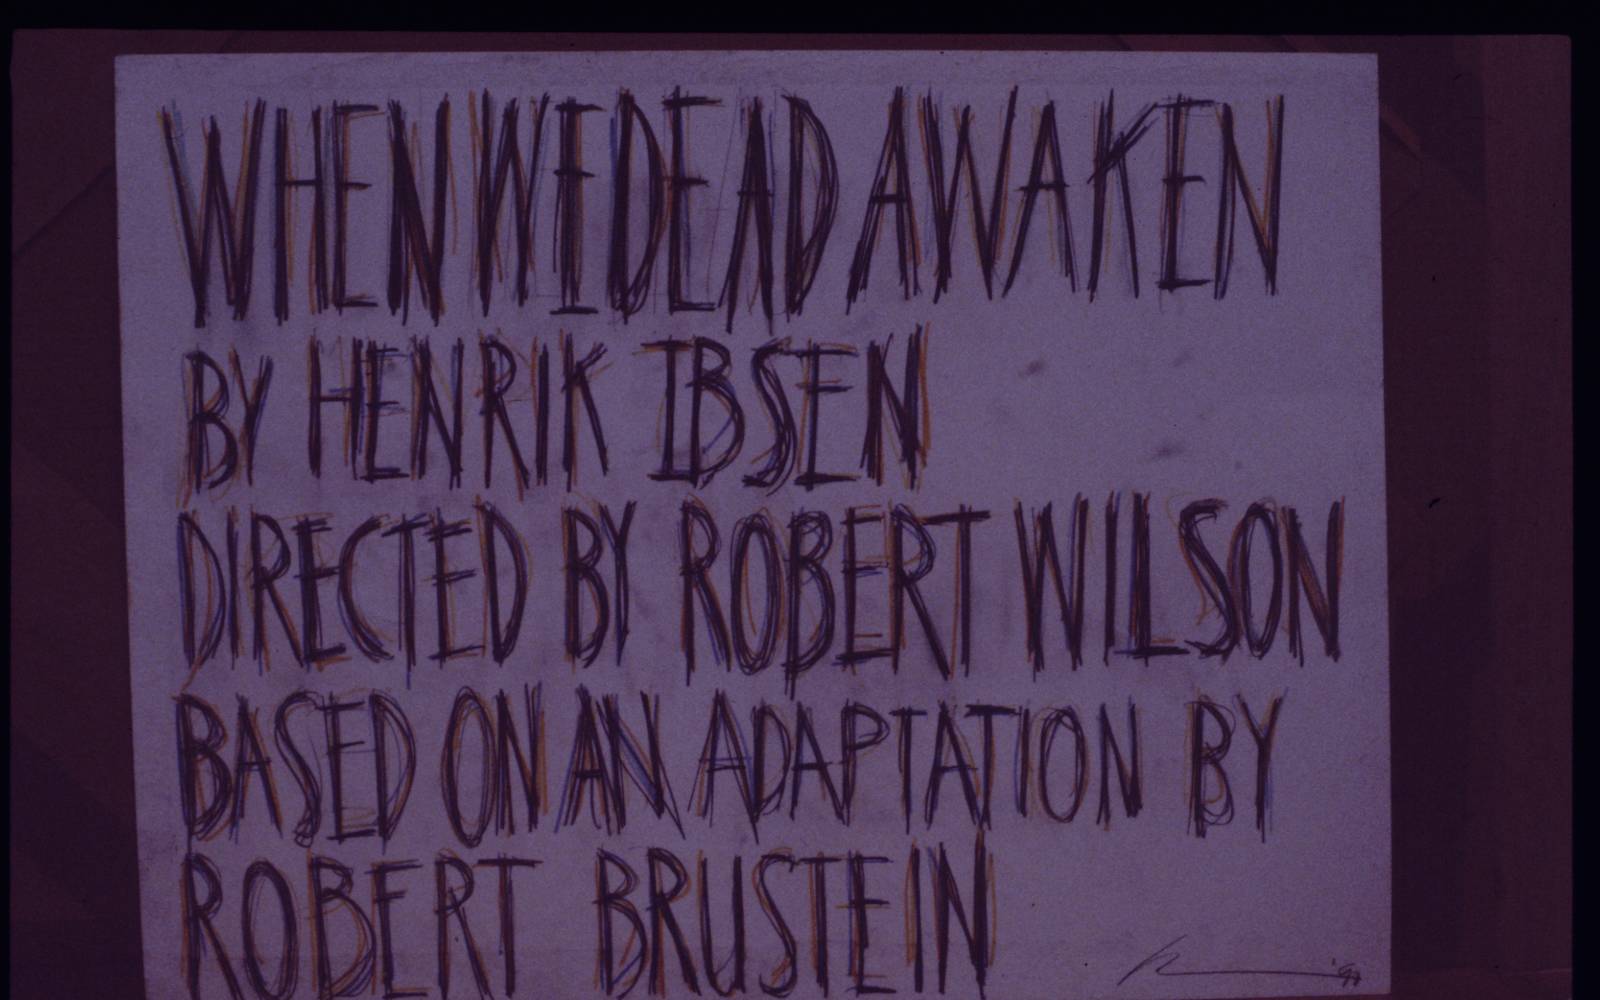 WHEN WE DEAD AWAKEN
BY HENRIK IBSEN
DIRECTED BY ROBERT WILSON
BASED ON AN ADAPTATION BY
ROBERT BRUSTEIN